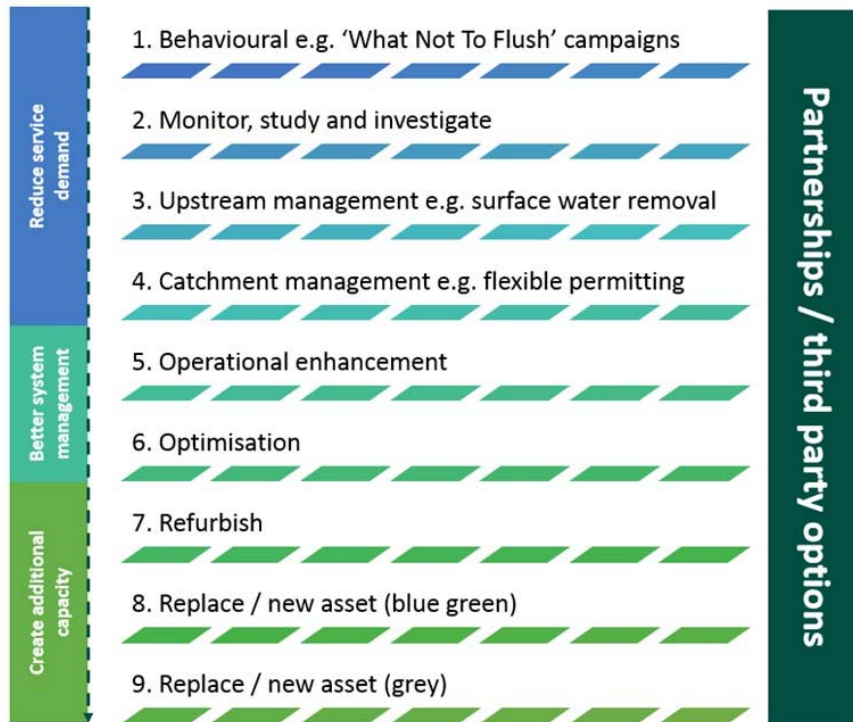 Reduce service
demand
Better system
management
Create additional
capacity
1. Behavioural e.g. ‘What Not To Flush’ campaigns
2. Monitor, study and investigate
3. Upstream management e.g. surface water removal
4. Catchment management e.g. flexible permitting
5. Operational enhancement
6. Optimisation
7. Refurbish
8. Replace / new asset (blue green)
9. Replace / new asset (grey)
Partnerships / third party options